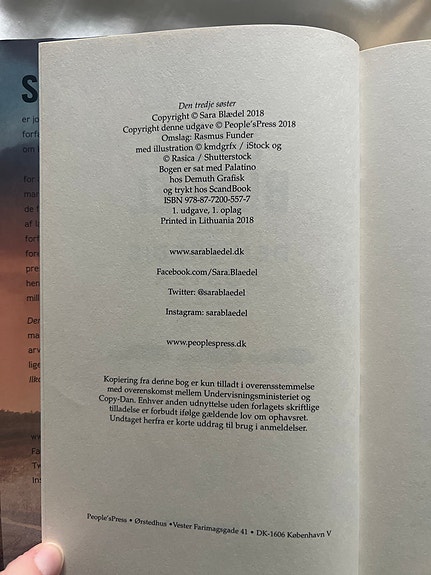 Den tredje søster
Copyright © Sara Blædel 2018
Copyright denne udgave © People'sPress 2018
Omslag: Rasmus Funder
med illustration © kmdgrfx / iStock og
© Rasica / Shutterstock
Bogen er sat med Palatino
hos Demuth Grafisk
og trykt hos ScandBook
ISBN 978-87-7200-557-7
1. udgave, 1. oplag
Printed in Lithuania 2018
www.sarablaedel.dk
Facebook.com/Sara.Blaedel
Twitter: @sarablaedel
Instagram: sarablaedel
www.peoplespress.dk
Kopiering fra denne bog er kun tilladt i overensstemmelse
med overenskomst mellem Undervisningsministeriet og
Copy-Dan. Enhver anden udnyttelse uden forlagets skriftlige
tilladelse er forbudt ifølge gældende lov om ophavsret.
Undtaget herfra er korte uddrag til brug i anmeldelser.
People'sPress • Ørstedhus •Vester Farimagsgade 41 • DK-1606 København V